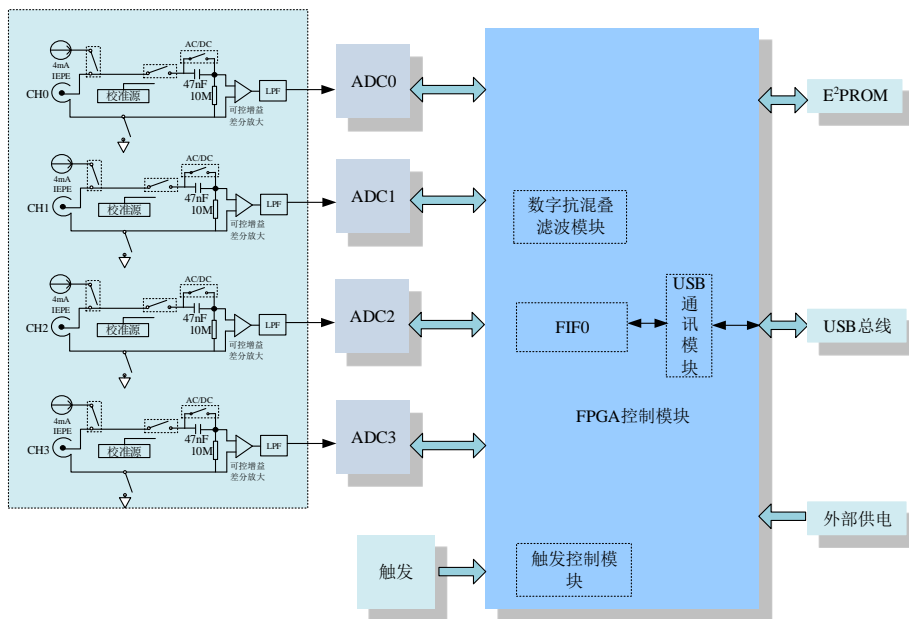 AC/DC
4mA
IEPE
47nF
10M
CH0
校准源
LPF
可控增益
差分放大
AC/DC
4mA
IEPE
47nF
10M
CH1
校准源
LPF
可控增益
差分放大
AC/DC
4mA
IEPE
47nF
10M
CH2
校准源
LPF
可控增益
差分放大
AC/DC
4mA
IEPE
47nF
10M
CH3
校准源
LPF
可控增益
差分放大
ADC0
ADC1
ADC2
ADC3
触发
数字抗混叠
滤波模块
FIF0
USB
通
讯
模
块
FPGA控制模块
触发控制模
块
E²PROM
USB总线
外部供电